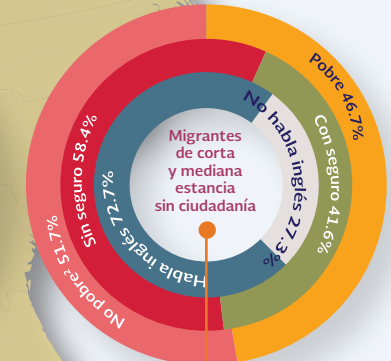 Pobre 46.7%
Con seguro 41.6%
No habla inglés 27.3%
Migrantes
de corta
y mediana
estancia
sin ciudadanía
Sin seguro 58.4%
Habla inglés 72.7%
No pobre² 51.7%